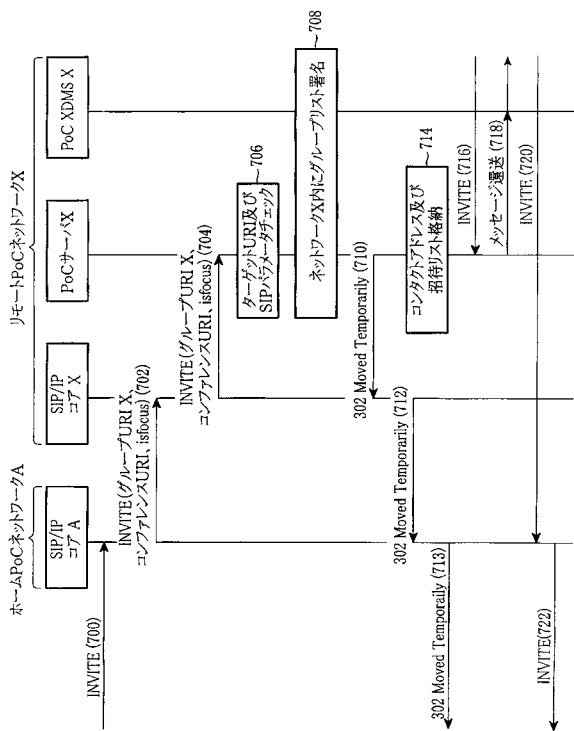 ホームPoCネットワークA
リモートPoCネットワークX
SIP/IP
コア A
SIP/IP
コア X
PoCサーバX
PoC XDMS X
INVITE (700)
INVITE (グループURI X、
コンファレンスURI、isfocus) (702)
INVITE (グループURI X、
コンファレンスURI、isfocus) (704)
ターゲットURI及び
SIPパラメータチェック
706
ネットワークX内にグループリスト署名
708
302 Moved Temporarily (710)
302 Moved Temporarily (712)
302 Moved Temporaily (713)
コンタクトアドレス及び
招待リスト格納
714
INVITE (716)
メッセージ還送 (718)
INVITE (720)
INVITE(722)